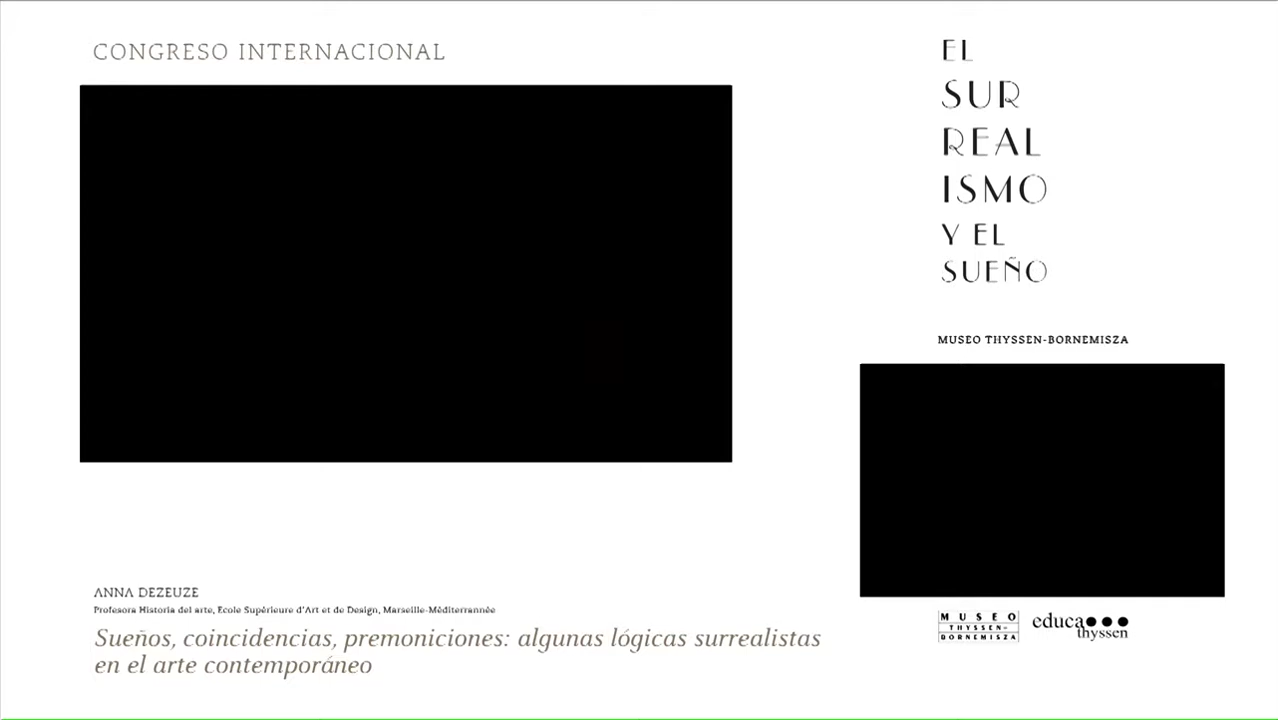 CONGRESO INTERNACIONAL
EL
SUR
REAL
ISMO
Y EL
SUEÑO
MUSEO THYSSEN-BORNEMISZA
ANNA DEZEUZE
Profesora Historia del arte, Ecole Supérieure d'Art et de Design, Marseille-Méditerrannée
Sueños, coincidencias, premoniciones: algunas lógicas surrealistas
en el arte contemporáneo
MUSEO
THYSSEN-
BORNEMISZA
educa
thyssen